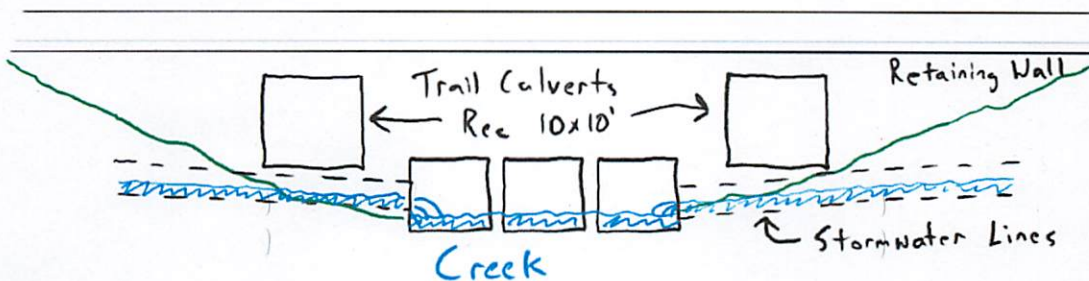 Trail Culverts
Rec 10x10'
Retaining Wall
Stormwater Lines
Creek